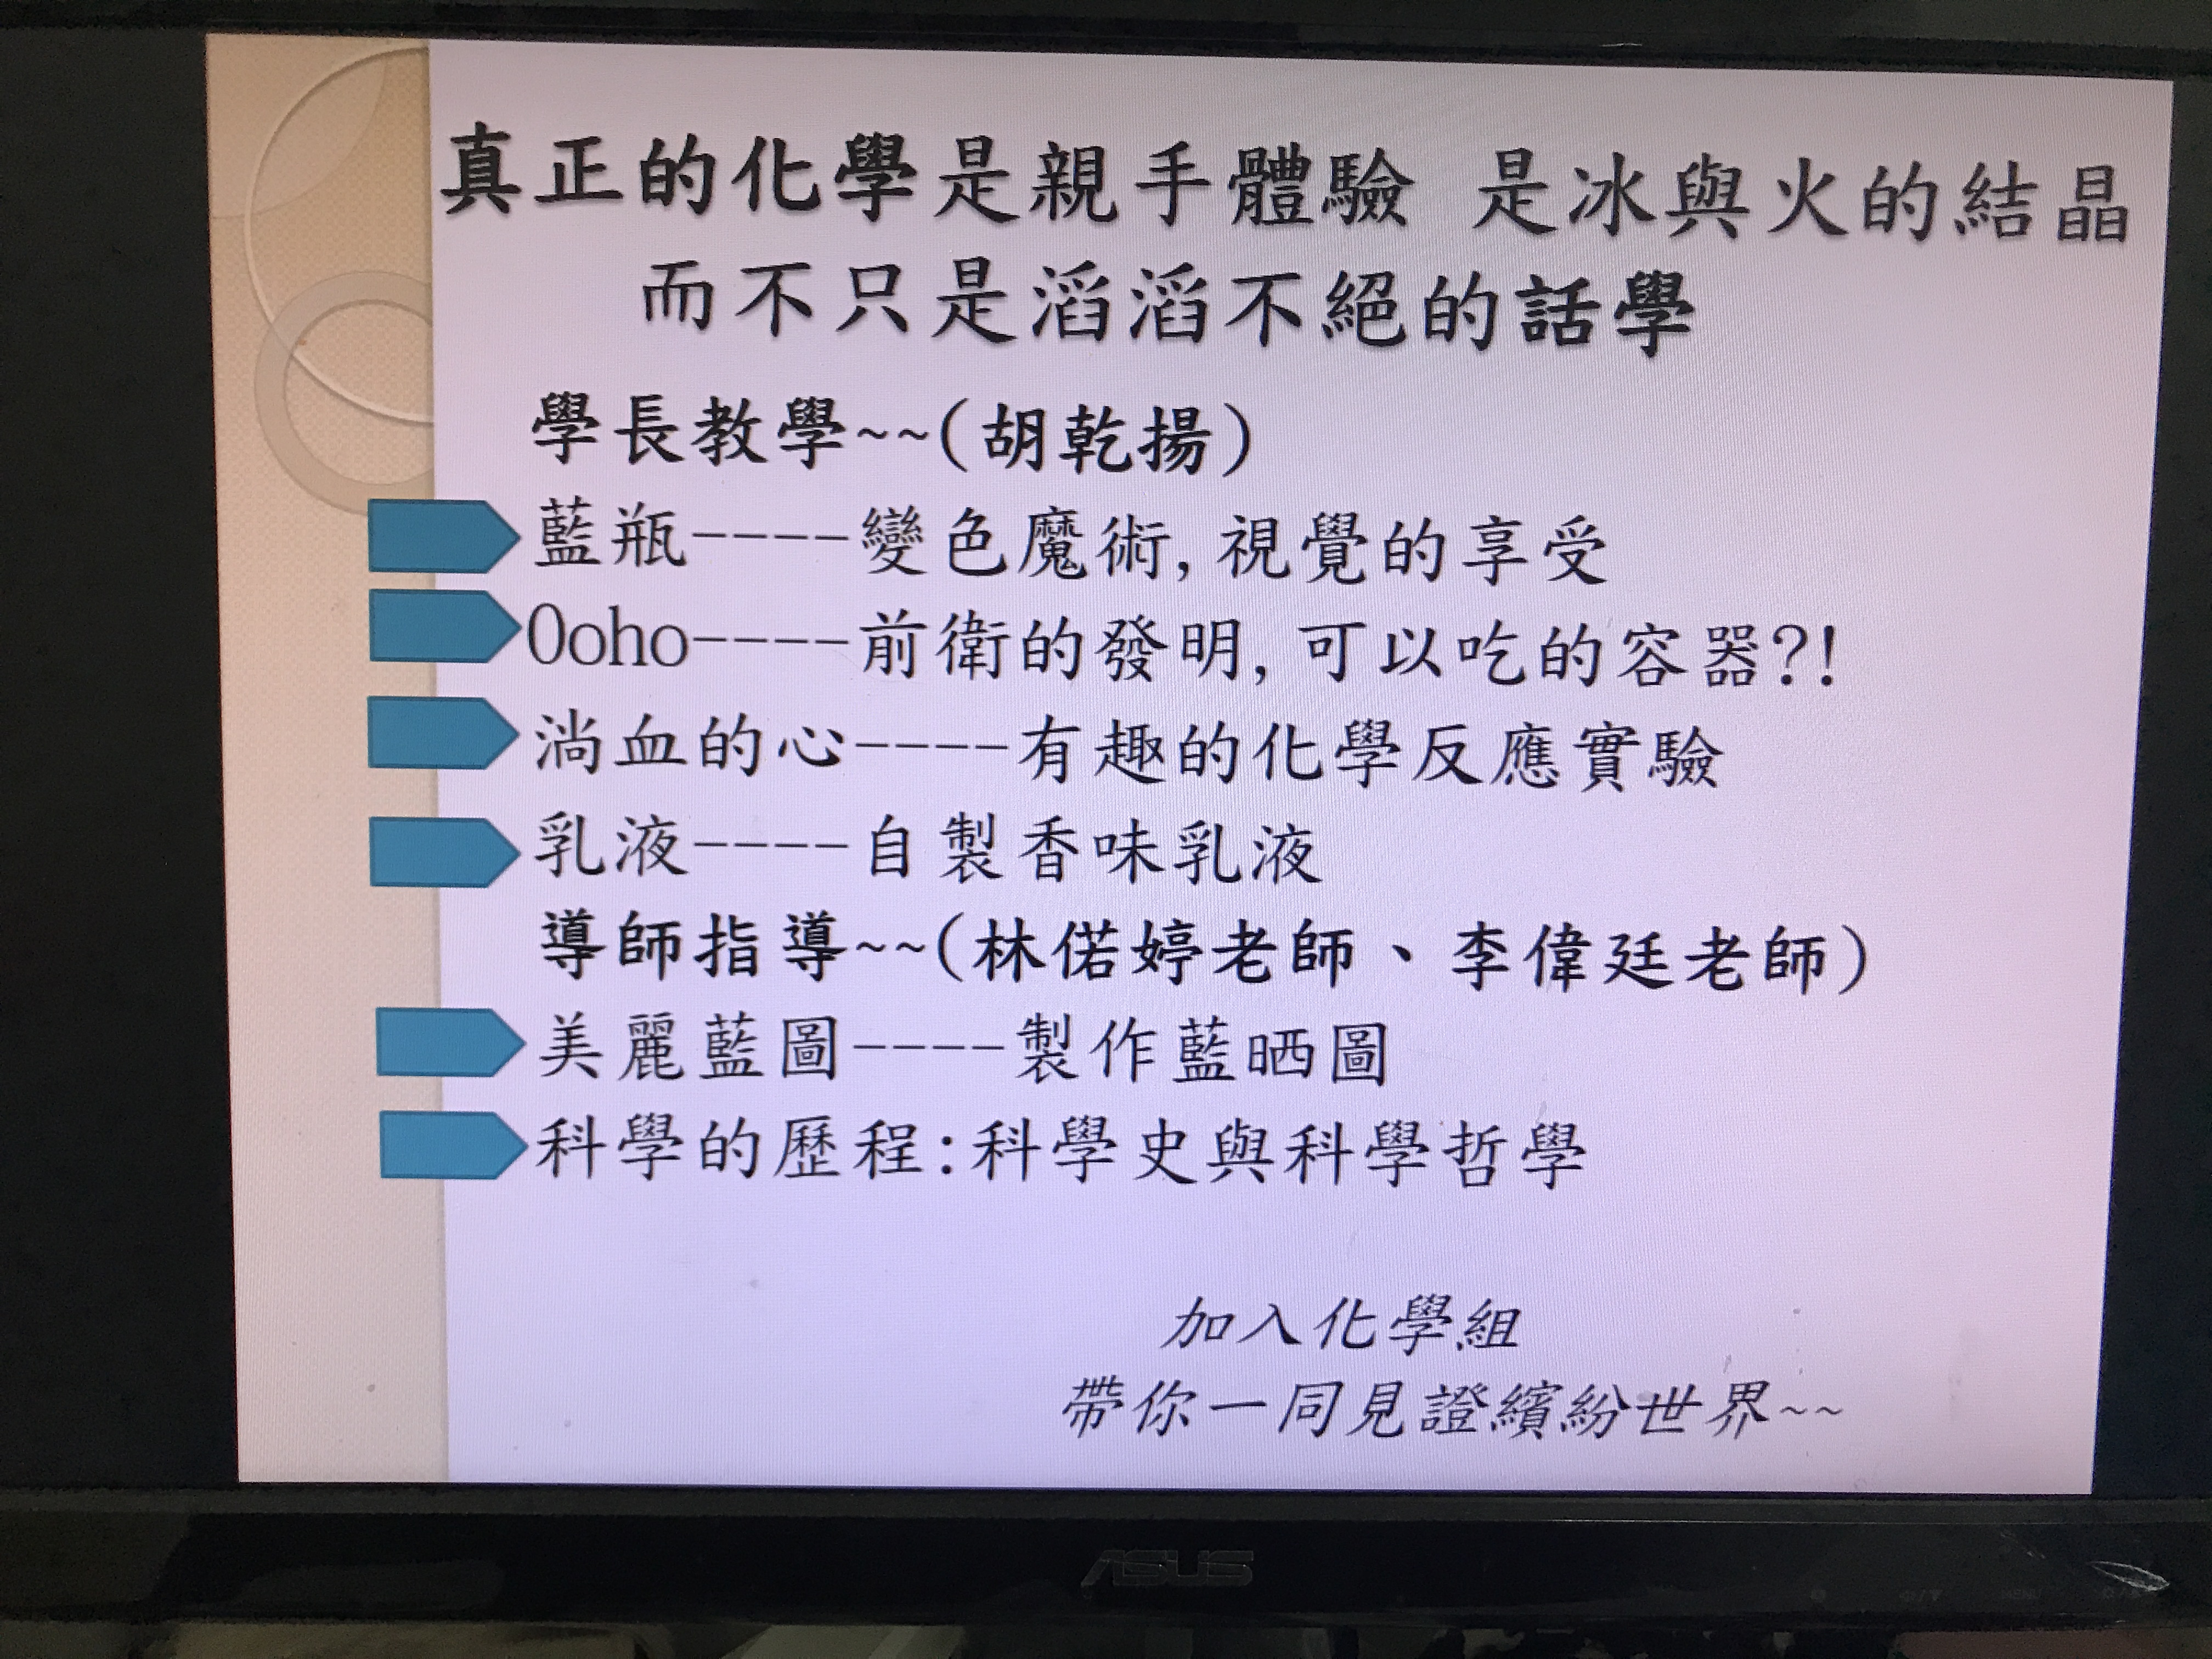 真正的化學是親手體驗 是冰與火的結晶
而不只是滔滔不絕的話學
學長教學~~(胡乾揚)
藍瓶----變色魔術,視覺的享受
Ooho----前衛的發明,可以吃的容器?!
淌血的心----有趣的化學反應實驗
乳液----自製香味乳液
導師指導~~(林偌婷老師、李偉廷老師)
美麗藍圖----製作藍晒圖
科學的歷程:科學史與科學哲學
加入化學組
帶你一同見證繽紛世界~~
ASUS